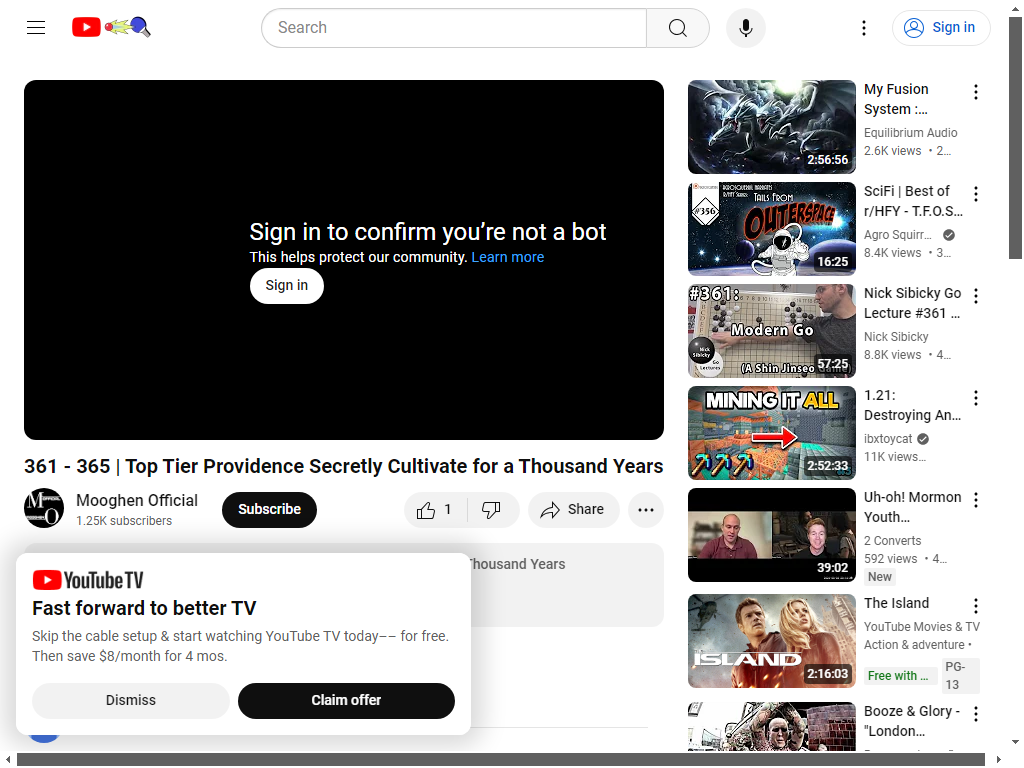 Search
Sign in
Sign in to confirm you’re not a bot
This helps protect our community. Learn more
Sign in
361 - 365 | Top Tier Providence Secretly Cultivate for a Thousand Years
Mooghen Official
1.25K subscribers
Subscribe
1
Share
Thousand Years
YouTube TV
Fast forward to better TV
Skip the cable setup & start watching YouTube TV today–– for free.
Then save $8/month for 4 mos.
Dismiss
Claim offer
2:56:56
My Fusion
System :...
Equilibrium Audio
2.6K views • 2...
#356
TAILS FROM
OUTERSPACE
16:25
SciFi | Best of
r/HFY - T.F.O.S...
Agro Squirr...
8.4K views • 3...
#361:
Modern Go
Nick
Sibicky
Go
Lectures
(A Shin Jinseo Game)
57:25
Nick Sibicky Go
Lecture #361 ...
Nick Sibicky
8.8K views • 4...
MINING IT ALL
2:52:33
1.21:
Destroying An...
ibxtoycat
11K views...
39:02
Uh-oh! Mormon
Youth...
2 Converts
592 views • 4...
New
THE ISLAND
2:16:03
The Island
YouTube Movies & TV
Action & adventure •
Free with ...
PG-
13
Booze & Glory -
"London...